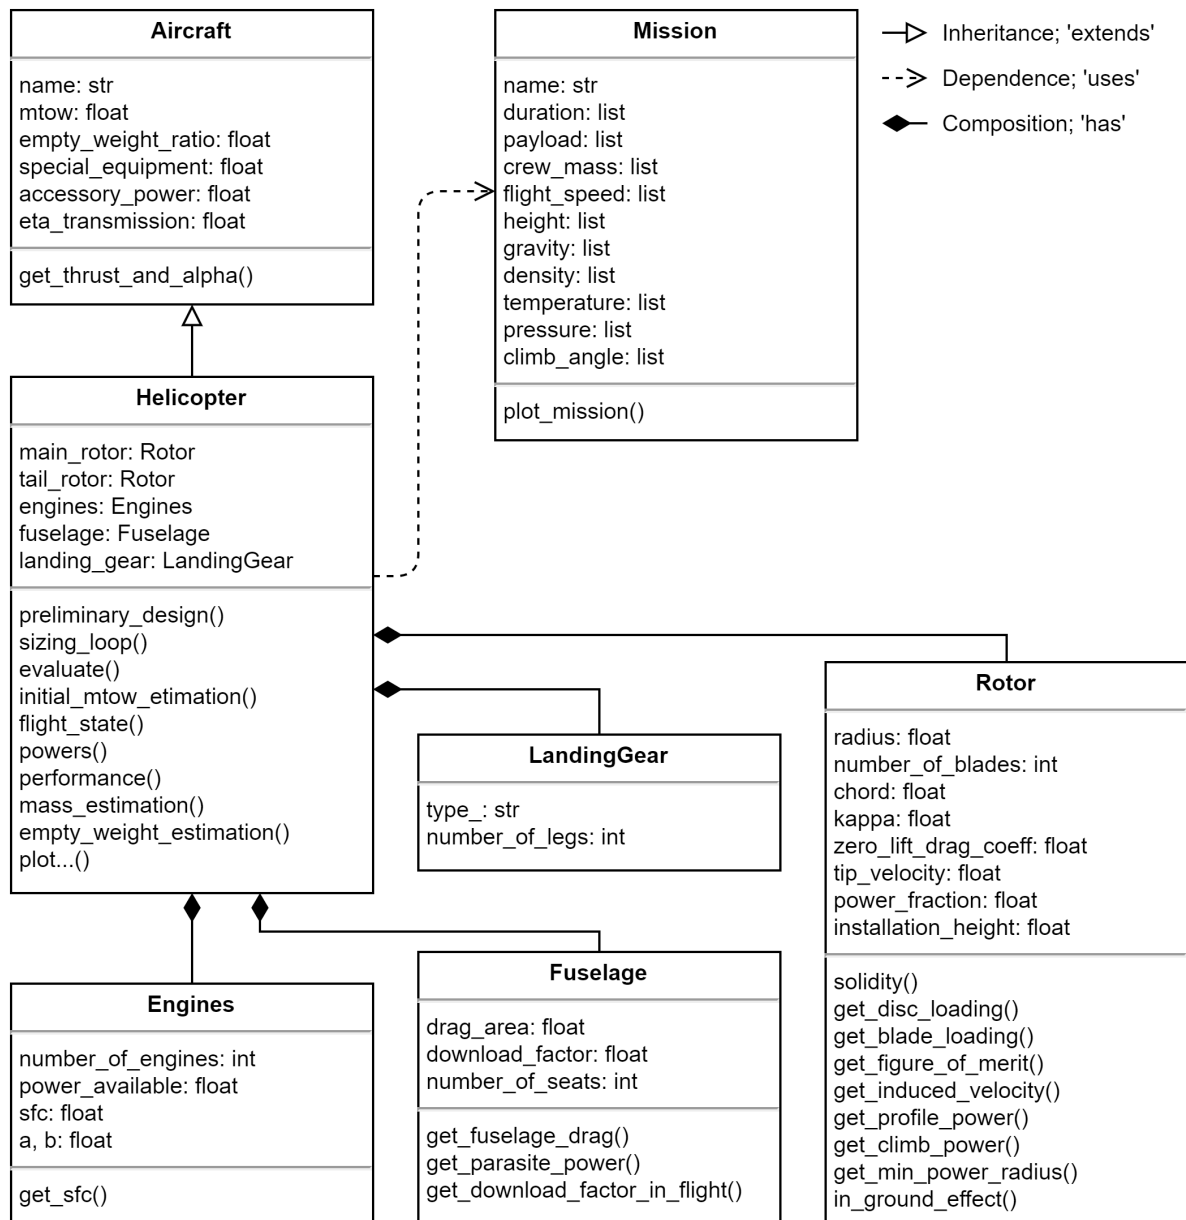 Aircraft
name: str
mtow: float
empty_weight_ratio: float
special_equipment: float
accessory_power: float
eta_transmission: float
get_thrust_and_alpha()
Mission
name: str
duration: list
payload: list
crew_mass: list
flight_speed: list
height: list
gravity: list
density: list
temperature: list
pressure: list
climb_angle: list
plot_mission()
Inheritance; 'extends'
Dependence; 'uses'
Composition; 'has'
Helicopter
main_rotor: Rotor
tail_rotor: Rotor
engines: Engines
fuselage: Fuselage
landing_gear: LandingGear
preliminary_design()
sizing_loop()
evaluate()
initial_mtow_etimation()
flight_state()
powers()
performance()
mass_estimation()
empty_weight_estimation()
plot...()
LandingGear
type_: str
number_of_legs: int
Rotor
radius: float
number_of_blades: int
chord: float
kappa: float
zero_lift_drag_coeff: float
tip_velocity: float
power_fraction: float
installation_height: float
solidity()
get_disc_loading()
get_blade_loading()
get_figure_of_merit()
get_induced_velocity()
get_profile_power()
get_climb_power()
get_min_power_radius()
in_ground_effect()
Engines
number_of_engines: int
power_available: float
sfc: float
a, b: float
get_sfc()
Fuselage
drag_area: float
download_factor: float
number_of_seats: int
get_fuselage_drag()
get_parasite_power()
get_download_factor_in_flight()